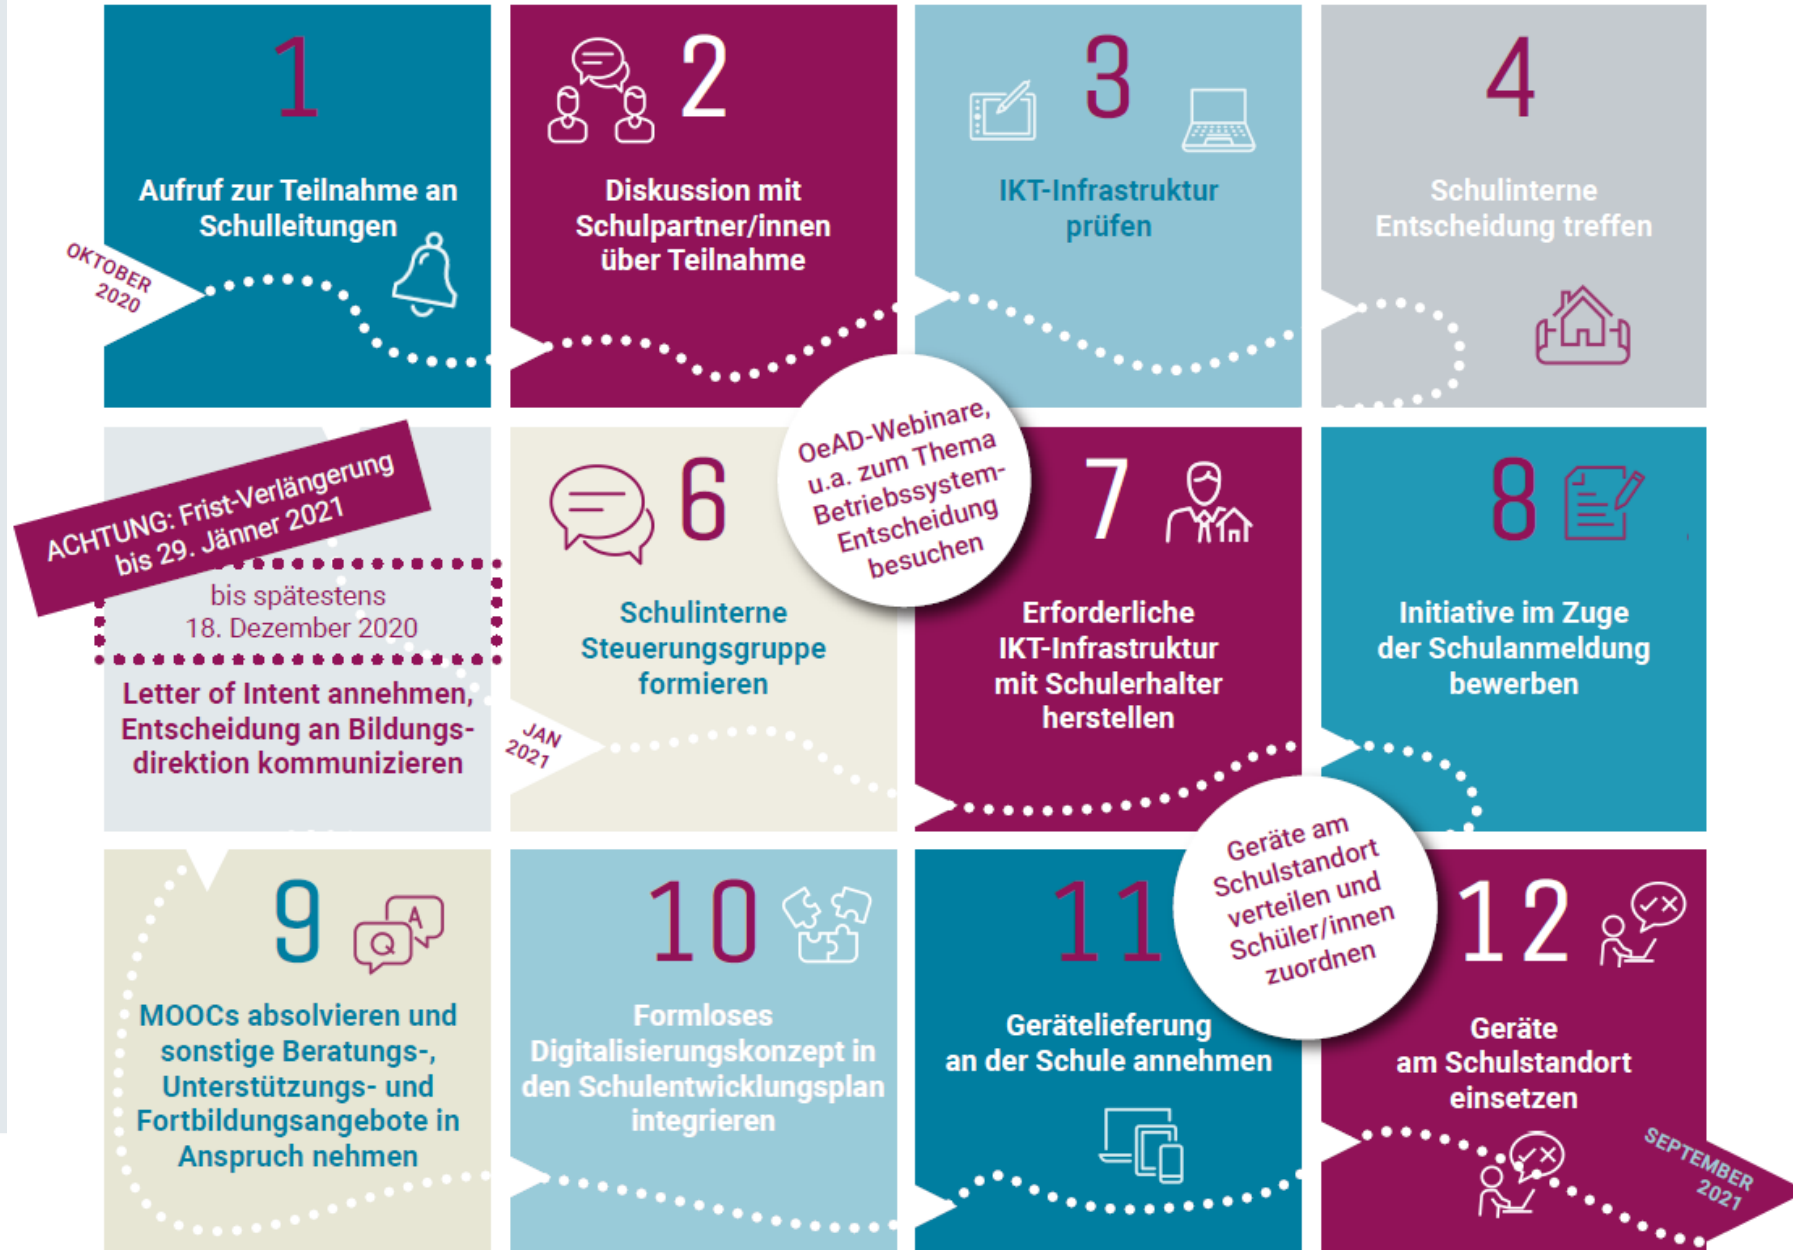 1
Aufruf zur Teilnahme an
Schulleitungen
OKTOBER
2020
2
Diskussion mit
Schulpartner/innen
über Teilnahme
3
IKT-Infrastruktur
prüfen
4
Schulinterne
Entscheidung treffen
ACHTUNG: Frist-Verlängerung
bis 29. Jänner 2021
bis spätestens
18. Dezember 2020
Letter of Intent annehmen,
Entscheidung an Bildungs-
direktion kommunizieren
JAN
2021
6
Schulinterne
Steuerungsgruppe
formieren
OeAD-Webinare,
u.a. zum Thema
Betriebssystem-
Entscheidung
besuchen
7
Erforderliche
IKT-Infrastruktur
mit Schulerhalter
herstellen
8
Initiative im Zuge
der Schulanmeldung
bewerben
9
Q
A
MOOCs absolvieren und
sonstige Beratungs-,
Unterstützungs- und
Fortbildungsangebote in
Anspruch nehmen
10
Formloses
Digitalisierungskonzept in
den Schulentwicklungsplan
integrieren
11
Gerätelieferung
an der Schule annehmen
Geräte am
Schulstandort
verteilen und
Schüler/innen
zuordnen
12
Geräte
am Schulstandort
einsetzen
SEPTEMBER
2021